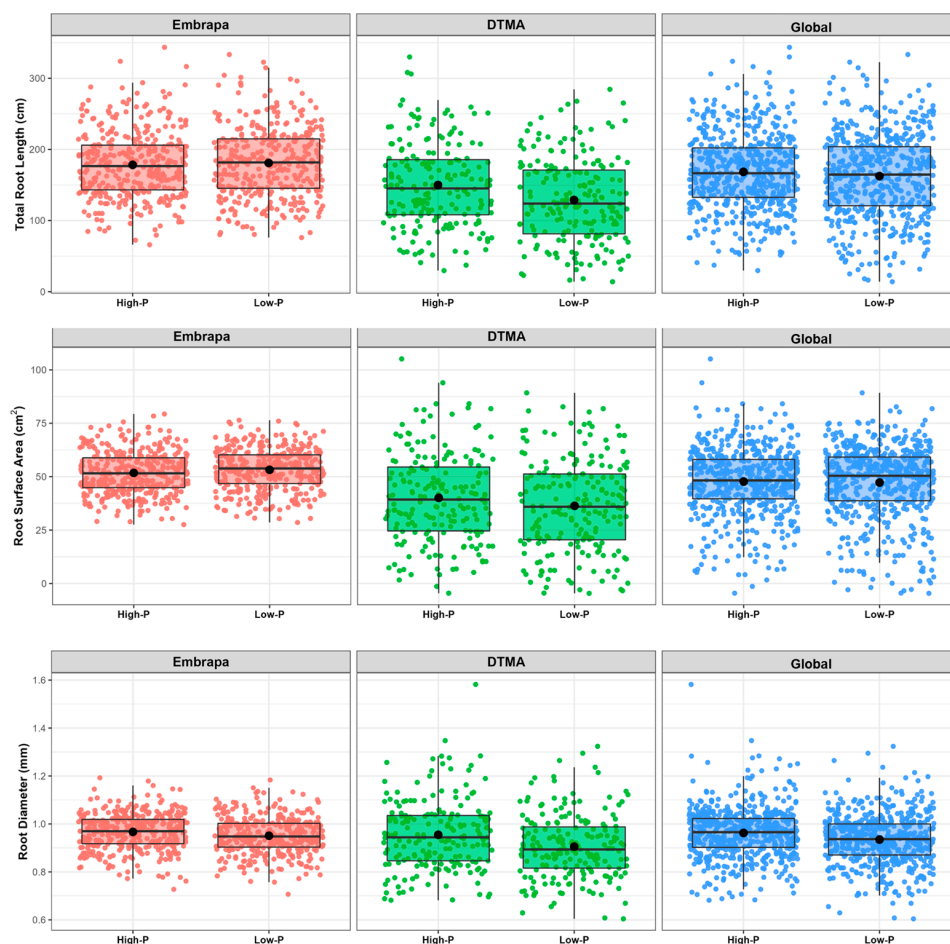 Embrapa DTMA Global
Total Root Length (cm)
300
200
100
0
High-P Low-P High-P Low-P High-P Low-P
Embrapa DTMA Global
Root Surface Area (cm²)
100
75
50
25
0
High-P Low-P High-P Low-P High-P Low-P
Embrapa DTMA Global
Root Diameter (mm)
1.6
1.4
1.2
1.0
0.8
0.6
High-P Low-P High-P Low-P High-P Low-P